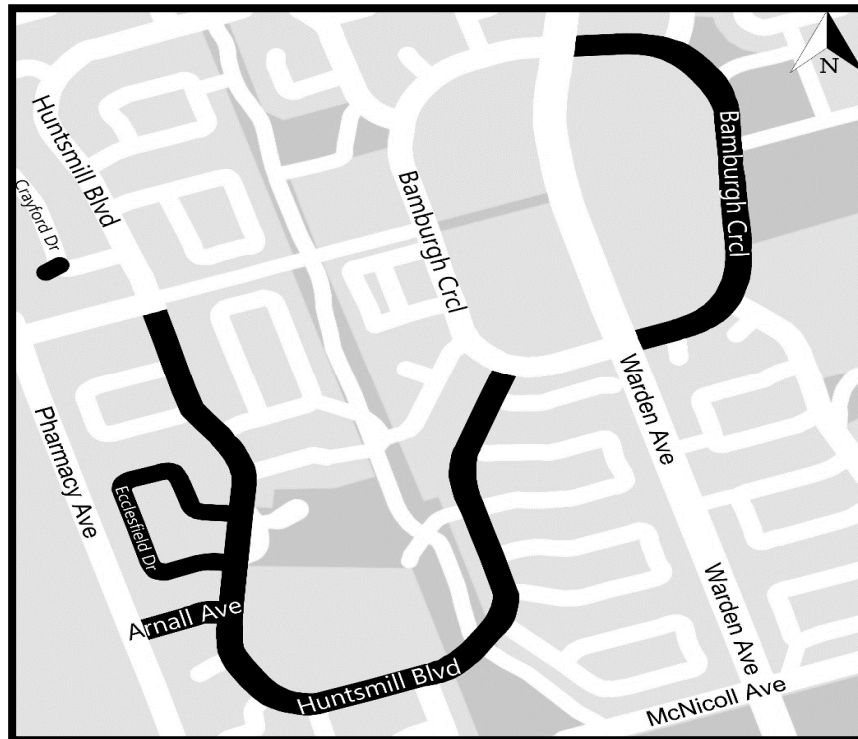 N
Huntsmill Blvd
Bamburgh Crcl
Crayford Dr
Bamburgh Crcl
Warden Ave
Pharmacy Ave
Ecclesfield Dr
Warden Ave
Arnall Ave
Huntsmill Blvd
McNicoll Ave